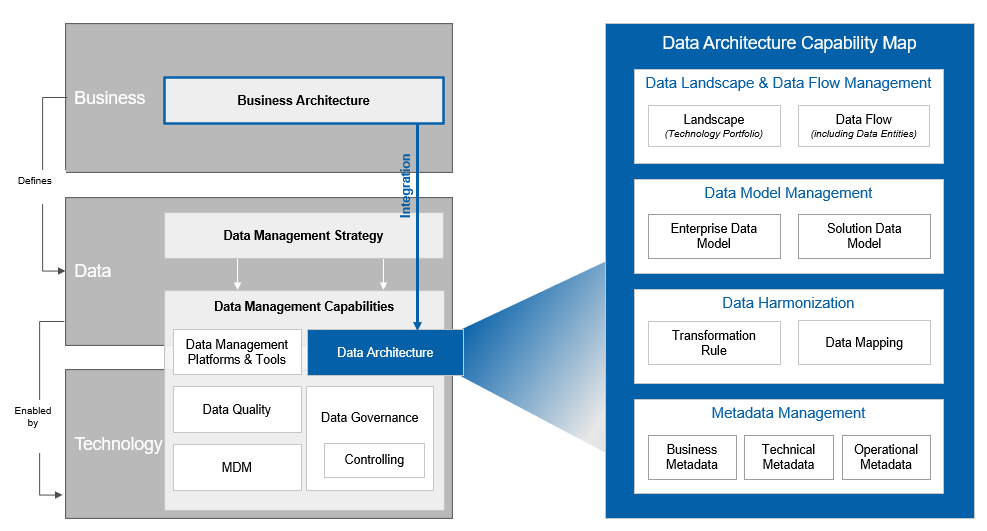 Business
Business Architecture
Defines
Integration
Data
Data Management Strategy
Data Management Capabilities
Data Management
Platforms & Tools
Data Architecture
Enabled
by
Technology
Data Quality
Data Governance
MDM
Controlling
Data Architecture Capability Map
Data Landscape & Data Flow Management
Landscape
(Technology Portfolio)
Data Flow
(including Data Entities)
Data Model Management
Enterprise Data
Model
Solution Data
Model
Data Harmonization
Transformation
Rule
Data Mapping
Metadata Management
Business
Metadata
Technical
Metadata
Operational
Metadata